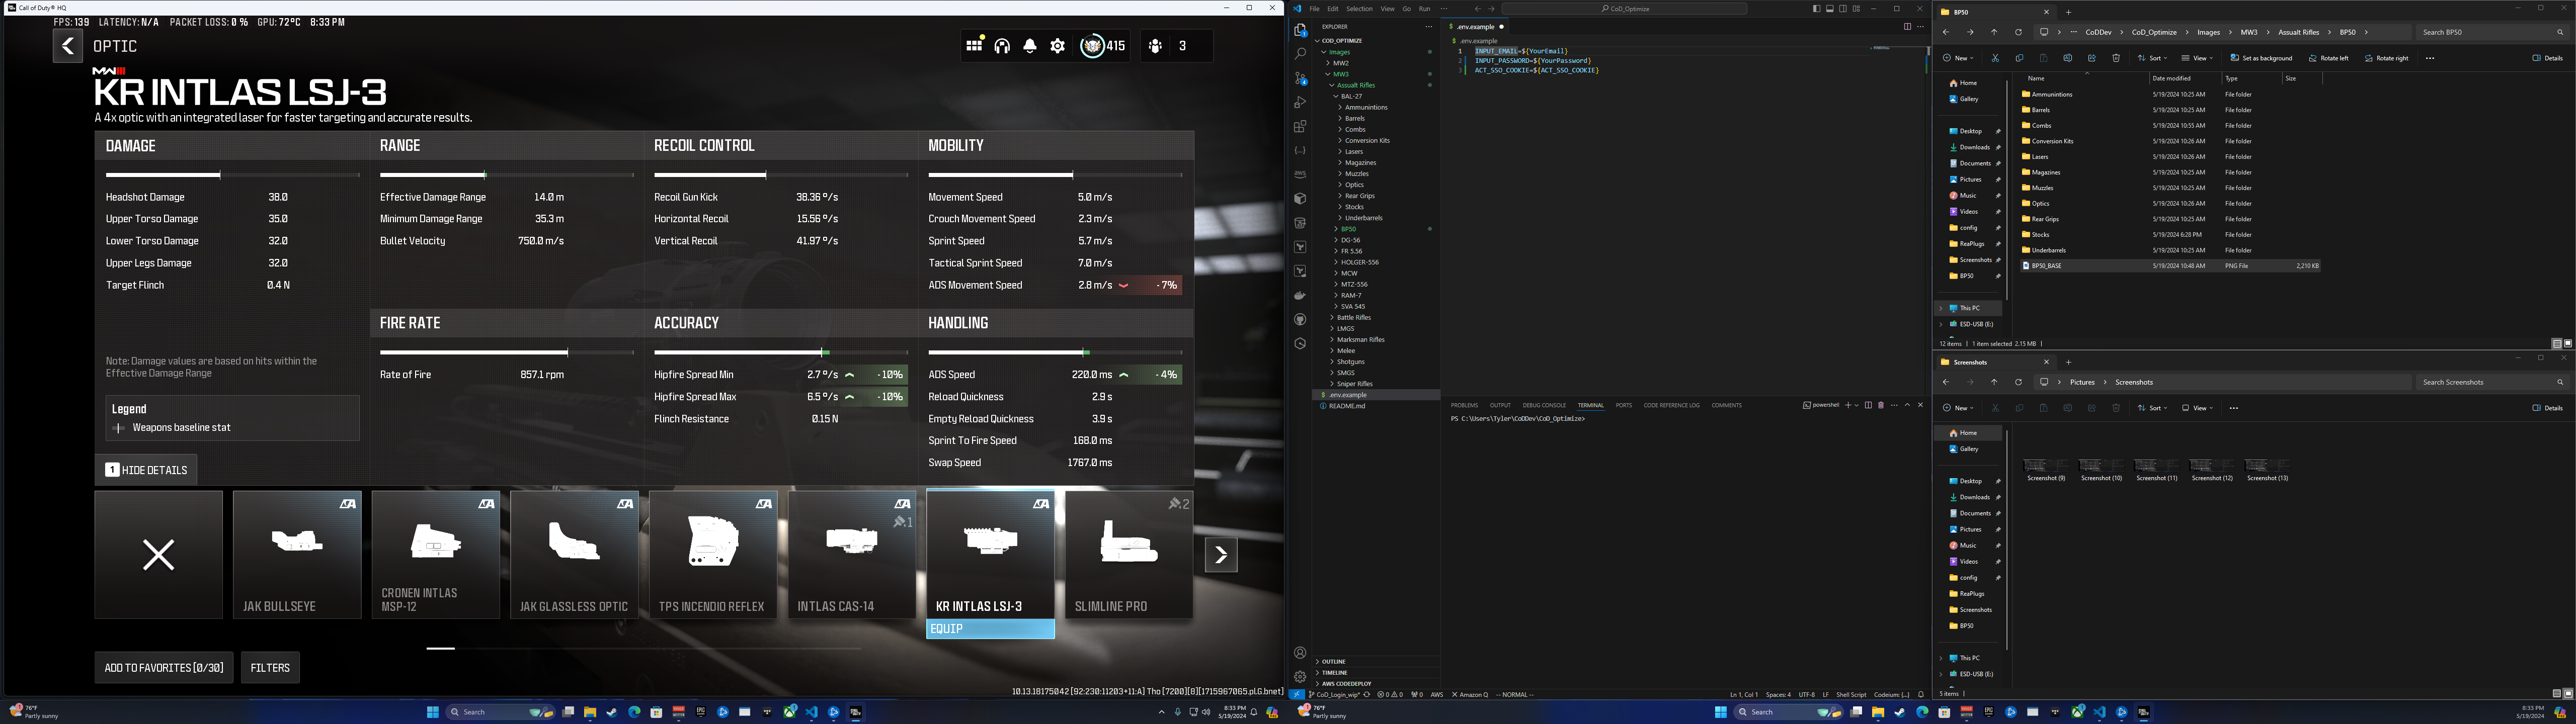 Call of Duty® HQ
FPS: 139 LATENCY: N/A PACKET LOSS: 0 % GPU: 72°C 8:33 PM
OPTIC
415
3
MWIII
KR INTLAS LSJ-3
A 4x optic with an integrated laser for faster targeting and accurate results.
DAMAGE
Headshot Damage 38.0
Upper Torso Damage 35.0
Lower Torso Damage 32.0
Upper Legs Damage 32.0
Target Flinch 0.4 N
Note: Damage values are based on hits within the
Effective Damage Range
Legend
Weapons baseline stat
1 HIDE DETAILS
RANGE
Effective Damage Range 14.0 m
Minimum Damage Range 35.3 m
Bullet Velocity 750.0 m/s
RECOIL CONTROL
Recoil Gun Kick 38.36 °/s
Horizontal Recoil 15.56 °/s
Vertical Recoil 41.97 °/s
MOBILITY
Movement Speed 5.0 m/s
Crouch Movement Speed 2.3 m/s
Sprint Speed 5.7 m/s
Tactical Sprint Speed 7.0 m/s
ADS Movement Speed 2.8 m/s - 7%
FIRE RATE
Rate of Fire 857.1 rpm
ACCURACY
Hipfire Spread Min 2.7 °/s - 10%
Hipfire Spread Max 6.5 °/s - 10%
Flinch Resistance 0.15 N
HANDLING
ADS Speed 220.0 ms - 4%
Reload Quickness 2.9 s
Empty Reload Quickness 3.9 s
Sprint To Fire Speed 168.0 ms
Swap Speed 1767.0 ms
JAK BULLSEYE
CRONEN INTLAS
MSP-12
JAK GLASSLESS OPTIC
TPS INCENDIO REFLEX
.1
INTLAS CAS-14
KR INTLAS LSJ-3
EQUIP
.2
SLIMLINE PRO
ADD TO FAVORITES [0/30] FILTERS
10.13.18175042 [92:230:11203+11:A] Tho [7200][8][1715967065.pl.G.bnet]
76°F
Partly sunny
Search
8:33 PM
5/19/2024
File Edit Selection View Go Run ···
CoD_Optimize
EXPLORER
COD_OPTIMIZE
Images
MW2
MW3
Assualt Rifles
BAL-27
Ammunintions
Barrels
Combs
Conversion Kits
Lasers
Magazines
Muzzles
Optics
Rear Grips
Stocks
Underbarrels
BP50
DG-56
FR 5.56
HOLGER-556
MCW
MTZ-556
RAM-7
SVA 545
Battle Rifles
LMGS
Marksman Rifles
Melee
Shotguns
SMGS
Sniper Rifles
$ .env.example
README.md
OUTLINE
TIMELINE
AWS CODEDEPLOY
$ .env.example
$ .env.example
1 INPUT_EMAIL=${YourEmail}
2 INPUT_PASSWORD=${YourPassword}
3 ACT_SSO_COOKIE=${ACT_SSO_COOKIE}
PROBLEMS OUTPUT DEBUG CONSOLE TERMINAL PORTS CODE REFERENCE LOG COMMENTS
powershell
PS C:\Users\Tyler\CoDDev\CoD_Optimize>
CoD_Login_wip* 0 0 0 AWS Amazon Q -- NORMAL --
Ln 1, Col 1 Spaces: 4 UTF-8 LF Shell Script Codeium: {...}
76°F
Partly sunny
Search
BP50
CoDDev > CoD_Optimize > Images > MW3 > Assualt Rifles > BP50 >
Search BP50
New Sort View Set as background Rotate left Rotate right ··· Details
Home
Gallery
Desktop
Downloads
Documents
Pictures
Music
Videos
config
ReaPlugs
Screenshots
BP50
This PC
ESD-USB (E:)
Name Date modified Type Size
Ammunintions 5/19/2024 10:25 AM File folder
Barrels 5/19/2024 10:25 AM File folder
Combs 5/19/2024 10:55 AM File folder
Conversion Kits 5/19/2024 10:26 AM File folder
Lasers 5/19/2024 10:26 AM File folder
Magazines 5/19/2024 10:25 AM File folder
Muzzles 5/19/2024 10:25 AM File folder
Optics 5/19/2024 10:26 AM File folder
Rear Grips 5/19/2024 10:25 AM File folder
Stocks 5/19/2024 6:28 PM File folder
Underbarrels 5/19/2024 10:25 AM File folder
BP50_BASE 5/19/2024 10:48 AM PNG File 2,210 KB
12 items 1 item selected 2.15 MB
Screenshots
Pictures > Screenshots
Search Screenshots
New Sort View ··· Details
Home
Gallery
Desktop
Downloads
Documents
Pictures
Music
Videos
config
ReaPlugs
Screenshots
BP50
This PC
ESD-USB (E:)
Screenshot (9)
Screenshot (10)
Screenshot (11)
Screenshot (12)
Screenshot (13)
5 items
8:33 PM
5/19/2024